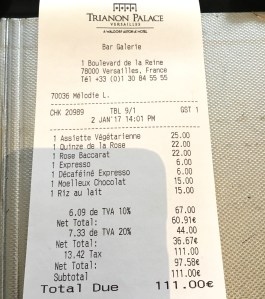 TRIANON PALACE
VERSAILLES
A WALDORF ASTORIA HOTEL
Bar Galerie
1 Boulevard de la Reine
78000 Versailles, France
Tél +33 (0)1 30 84 55 55
70036 Mélodie L.
CHK 20989 TBL 9/1 GST 1
2 JAN'17 14:01 PM
1 Assiette Végétarienne 25.00
1 Quinze de la Rose 22.00
1 Rose Baccarat 22.00
1 Expresso 6.00
1 Décaféiné Expresso 6.00
1 Moelleux Chocolat 15.00
1 Riz au lait 15.00
6.09 de TVA 10% 67.00
Net Total: 60.91€
7.33 de TVA 20% 44.00
Net Total: 36.67€
13.42 Tax 111.00
Net Total: 97.58€
Subtotal 111.00
Total Due 111.00€